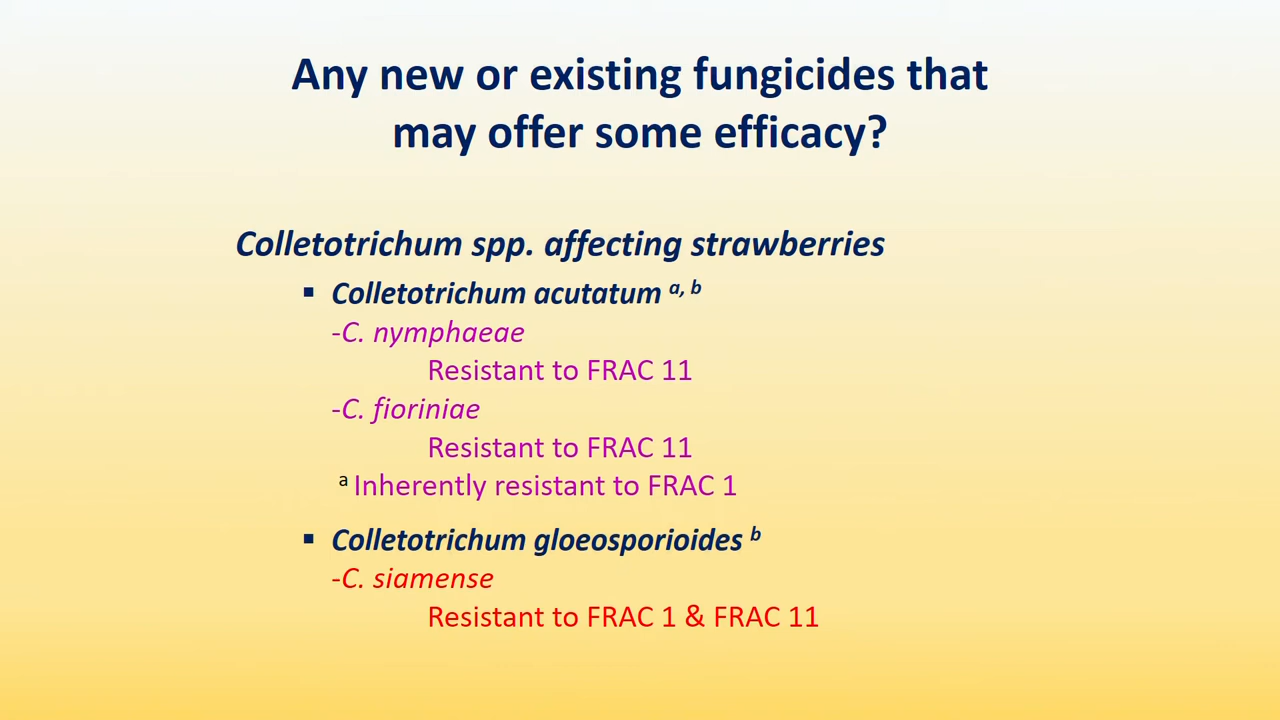 Any new or existing fungicides that
may offer some efficacy?
Colletotrichum spp. affecting strawberries
▪ Colletotrichum acutatum a, b
-C. nymphaeae
Resistant to FRAC 11
-C. fioriniae
Resistant to FRAC 11
a Inherently resistant to FRAC 1
▪ Colletotrichum gloeosporioides b
-C. siamense
Resistant to FRAC 1 & FRAC 11